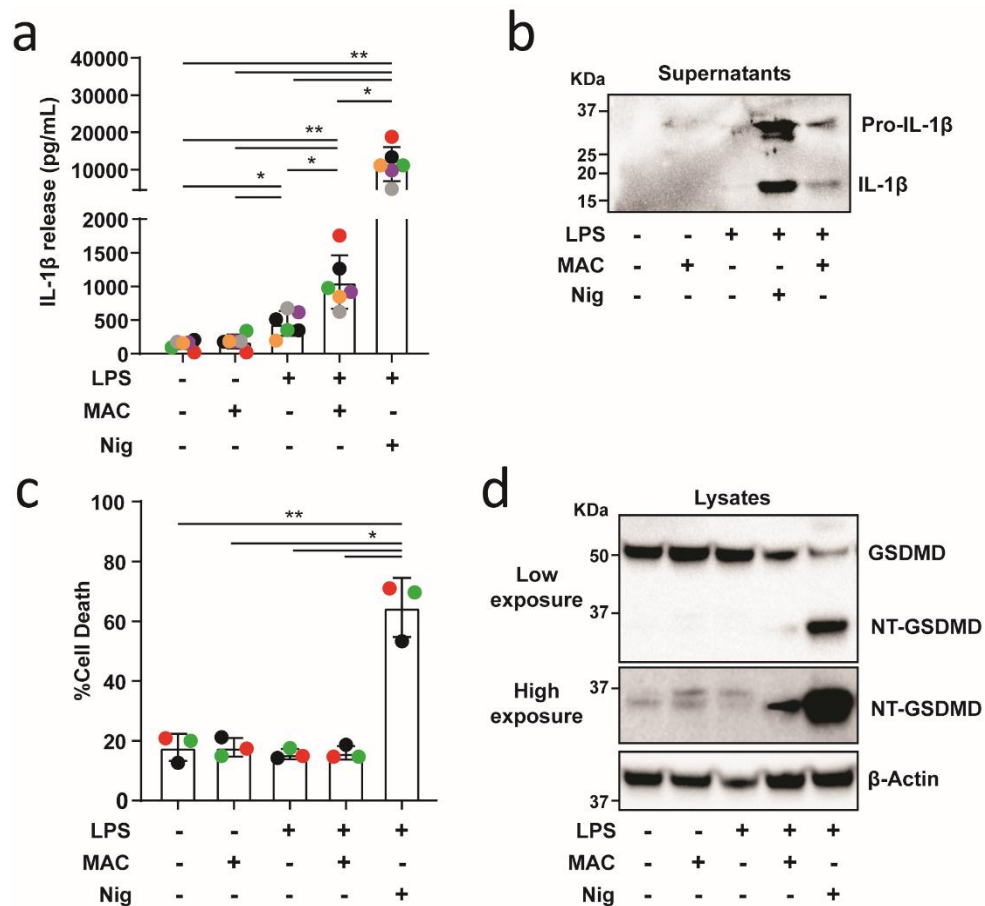 a
IL-1β release (pg/mL)
40000
30000
20000
10000
2000
1500
1000
500
0
**
*
**
*
*
LPS - - + + +
MAC - + - + -
Nig - - - - +
b
Supernatants
KDa
37
25
20
15
Pro-IL-1β
IL-1β
LPS - - + + +
MAC - + - - +
Nig - - - + -
c
%Cell Death
100
80
60
40
20
0
**
*
LPS - - + + +
MAC - + - + -
Nig - - - - +
d
Lysates
KDa
50
37
Low
exposure
GSDMD
NT-GSDMD
37
High
exposure
NT-GSDMD
37
β-Actin
LPS - - + + +
MAC - + - + -
Nig - - - - +